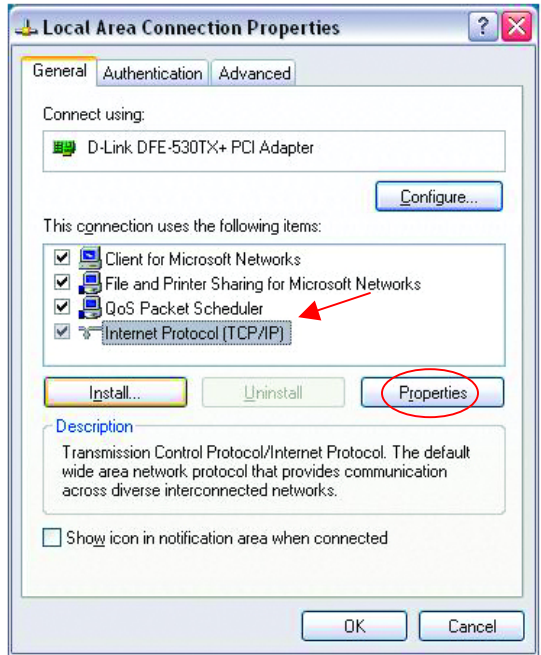 Local Area Connection Properties
General Authentication Advanced
Connect using:
D-Link DFE-530TX+ PCI Adapter
Configure...
This connection uses the following items:
Client for Microsoft Networks
File and Printer Sharing for Microsoft Networks
QoS Packet Scheduler
Internet Protocol (TCP/IP)
Install... Uninstall Properties
Description
Transmission Control Protocol/Internet Protocol. The default
wide area network protocol that provides communication
across diverse interconnected networks.
Show icon in notification area when connected
OK Cancel